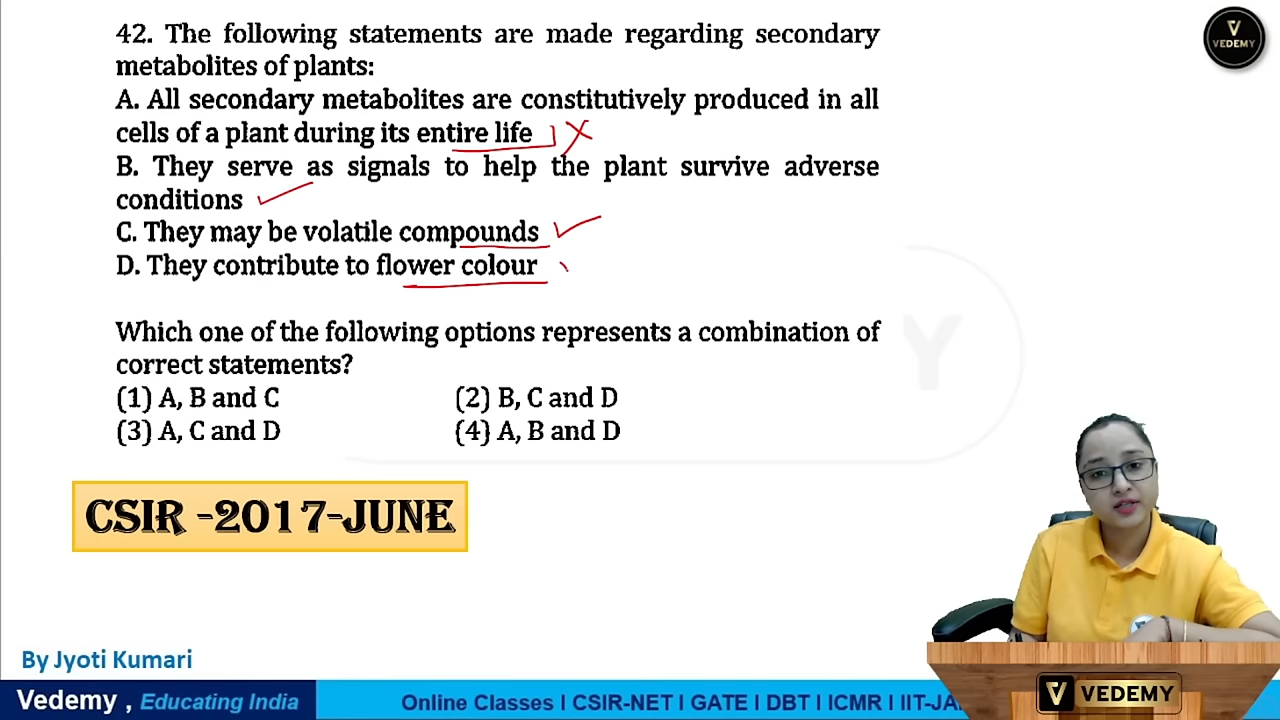 42. The following statements are made regarding secondary
metabolites of plants:
A. All secondary metabolites are constitutively produced in all
cells of a plant during its entire life
B. They serve as signals to help the plant survive adverse
conditions
C. They may be volatile compounds
D. They contribute to flower colour
Which one of the following options represents a combination of
correct statements?
(1) A, B and C (2) B, C and D
(3) A, C and D (4) A, B and D
CSIR -2017-JUNE
By Jyoti Kumari
Vedemy , Educating India
Online Classes I CSIR-NET I GATE I DBT I ICMR I IIT-JA
V
VEDEMY
Y
V VEDEMY